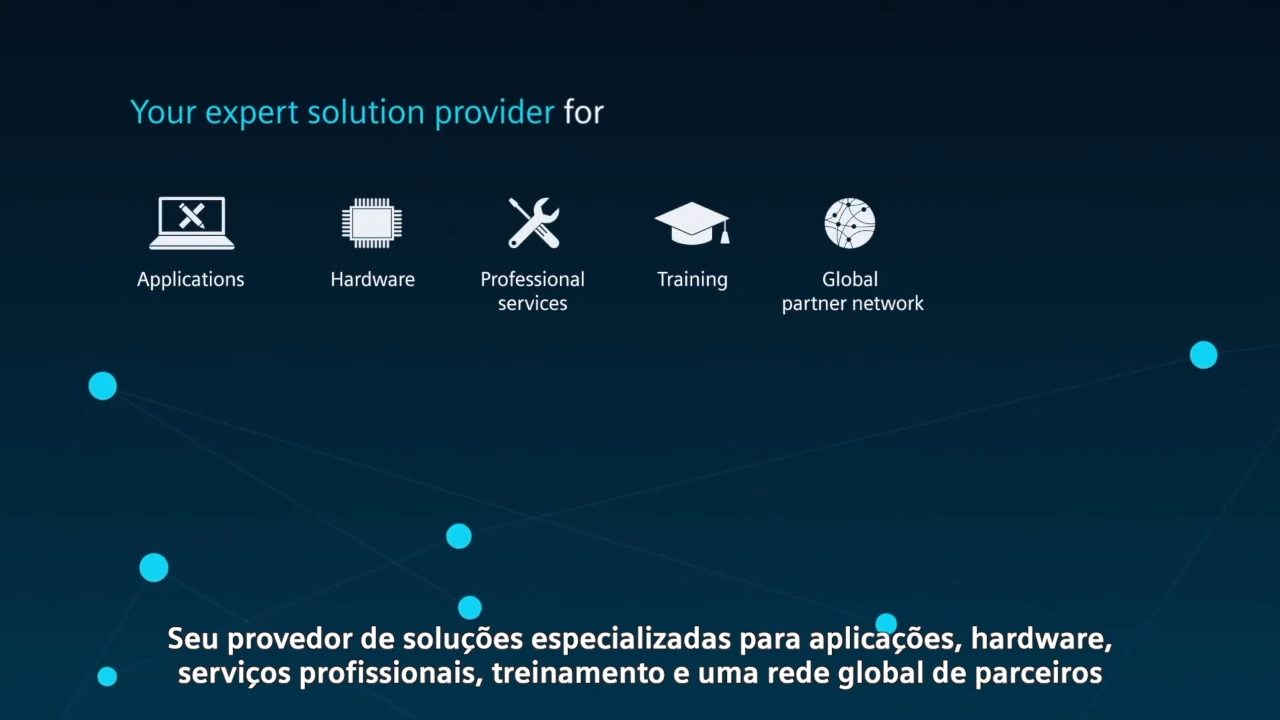 Your expert solution provider for
Applications
Hardware
Professional
services
Training
Global
partner network
Seu provedor de soluções especializadas para aplicações, hardware,
serviços profissionais, treinamento e uma rede global de parceiros